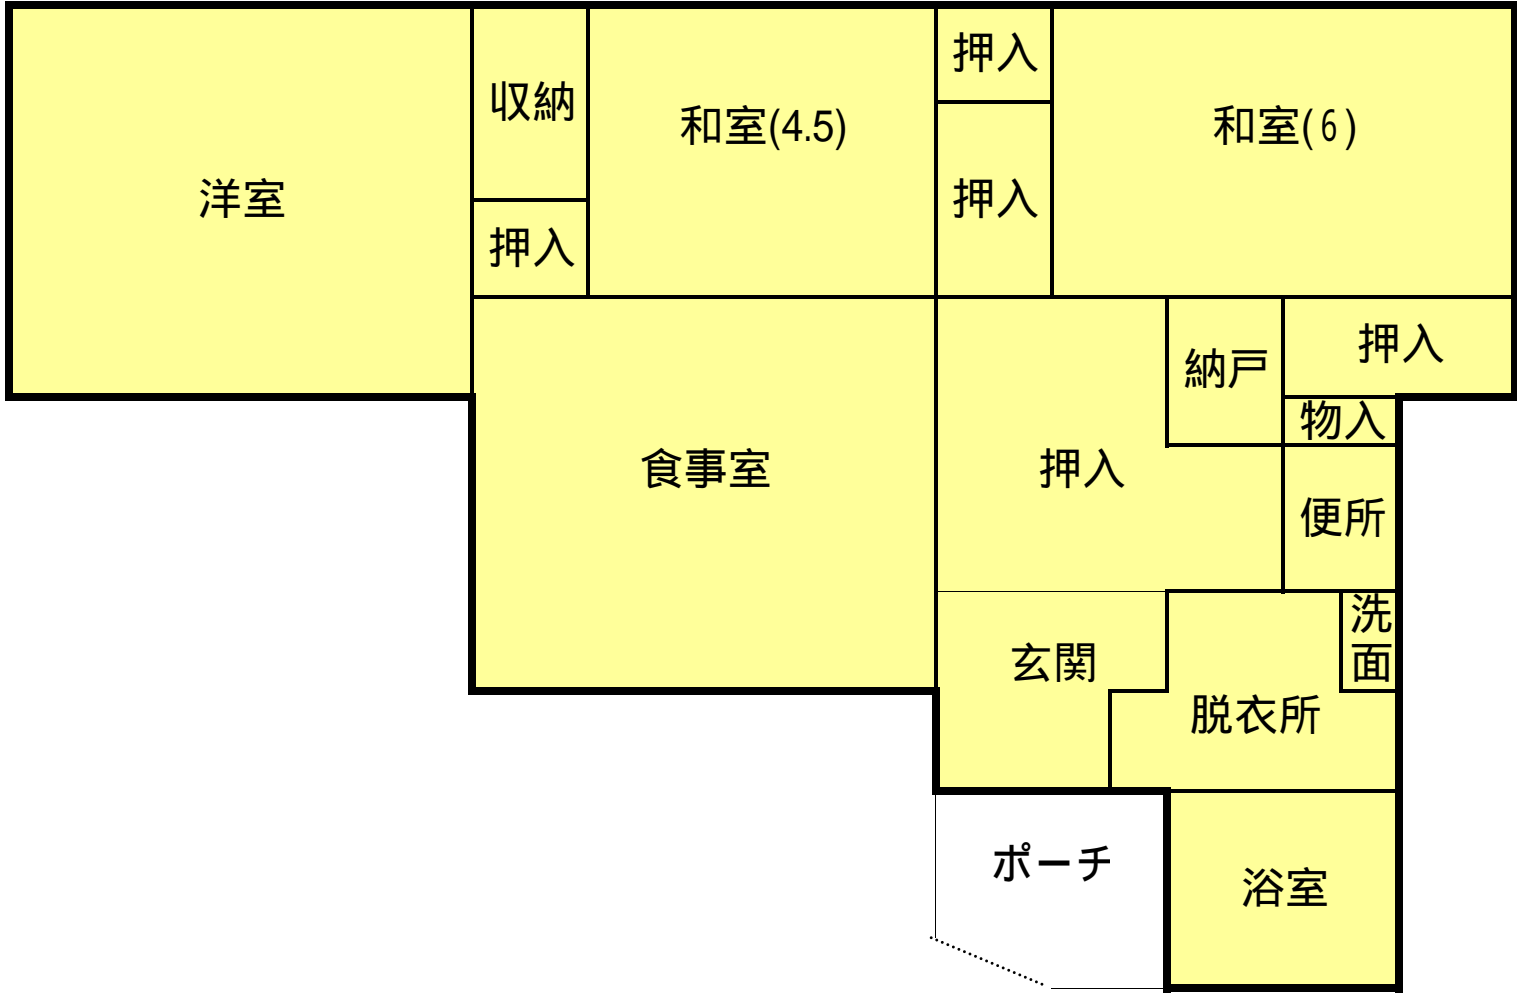 押入
収納
和室(4.5)
和室(６)
洋室
押入
押入
押入
納戸
物入
食事室
押入
便所
洗
面
玄関
脱衣所
ポーチ
浴室